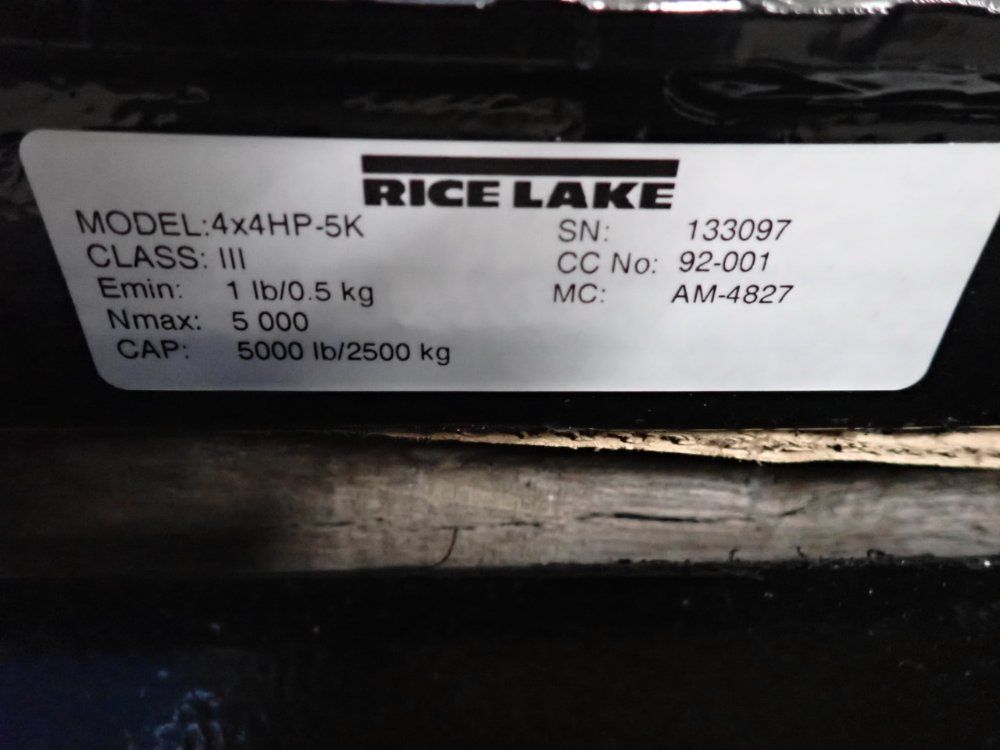 RICE LAKE
MODEL:4x4HP-5K
CLASS: III
Emin: 1 lb/0.5 kg
Nmax: 5 000
CAP: 5000 lb/2500 kg
SN: 133097
CC No: 92-001
MC: AM-4827